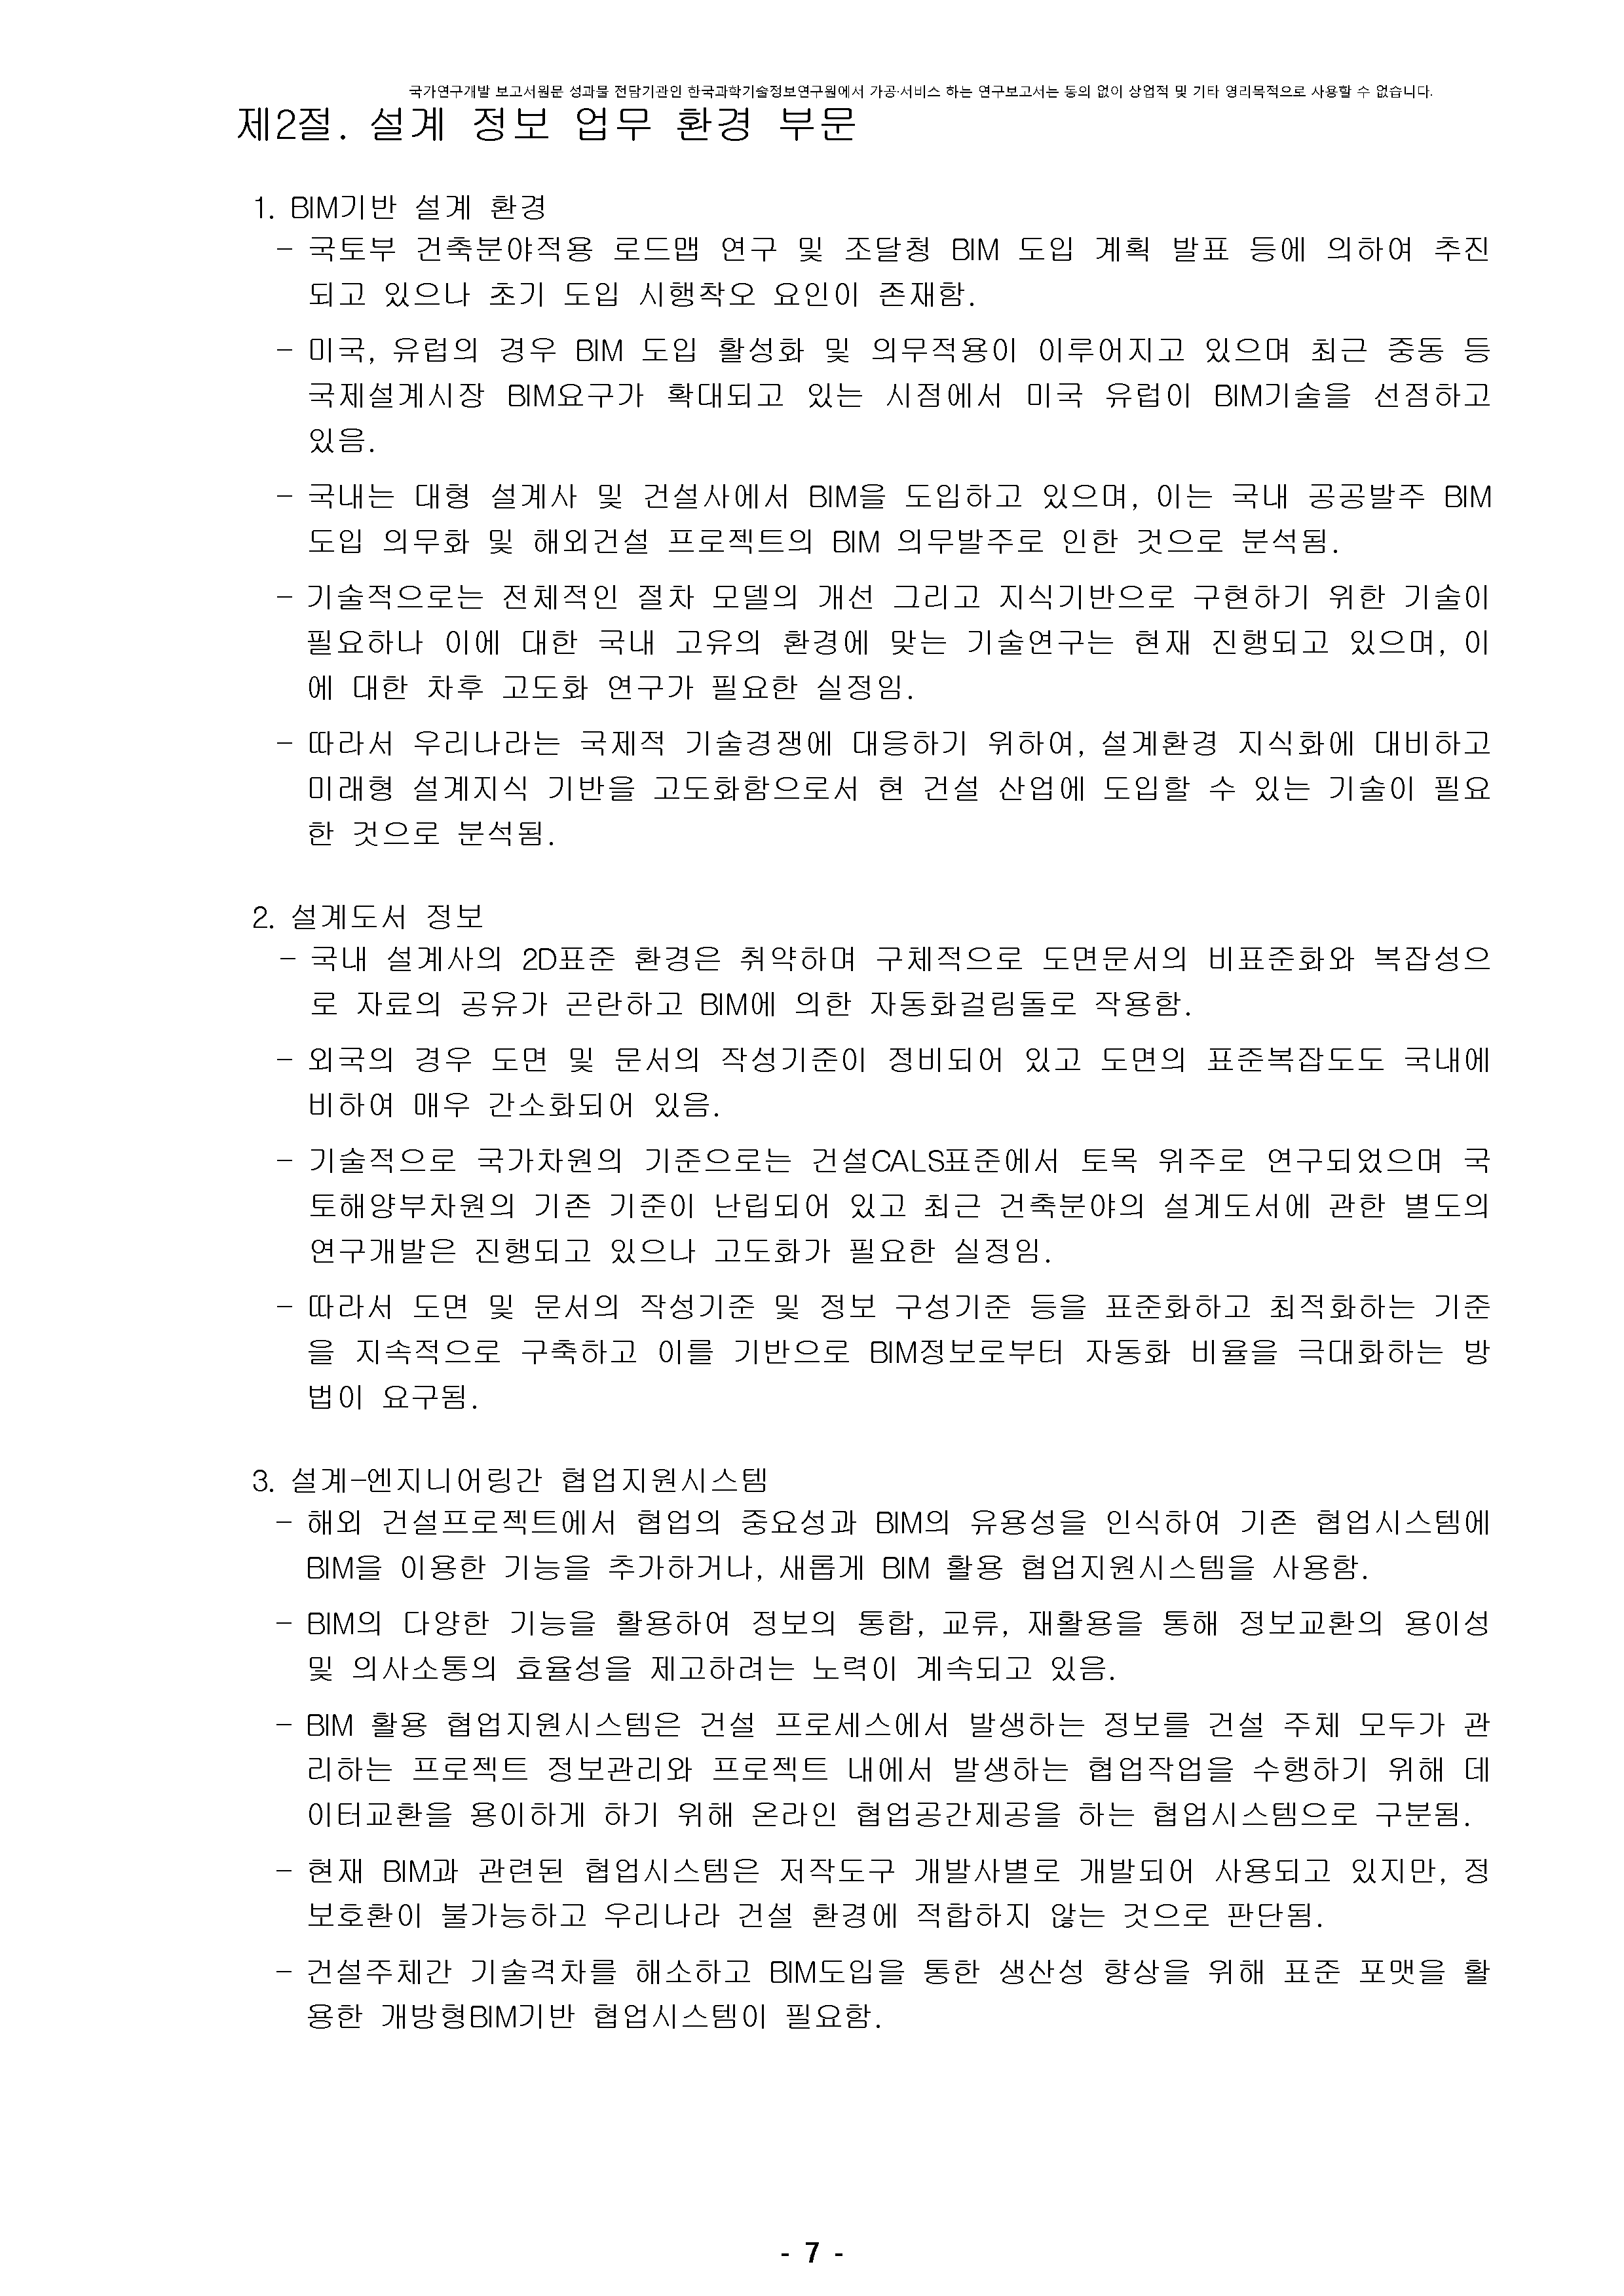 국가연구개발 보고서원문 성과물 전담기관인 한국과학기술정보연구원에서 가공·서비스 하는 연구보고서는 동의 없이 상업적 및 기타 영리목적으로 사용할 수 없습니다.
제2절. 설계 정보 업무 환경 부문
1. BIM기반 설계 환경
- 국토부 건축분야적용 로드맵 연구 및 조달청 BIM 도입 계획 발표 등에 의하여 추진
되고 있으나 초기 도입 시행착오 요인이 존재함.
- 미국, 유럽의 경우 BIM 도입 활성화 및 의무적용이 이루어지고 있으며 최근 중동 등
국제설계시장 BIM요구가 확대되고 있는 시점에서 미국 유럽이 BIM기술을 선점하고
있음.
- 국내는 대형 설계사 및 건설사에서 BIM을 도입하고 있으며, 이는 국내 공공발주 BIM
도입 의무화 및 해외건설 프로젝트의 BIM 의무발주로 인한 것으로 분석됨.
- 기술적으로는 전체적인 절차 모델의 개선 그리고 지식기반으로 구현하기 위한 기술이
필요하나 이에 대한 국내 고유의 환경에 맞는 기술연구는 현재 진행되고 있으며, 이
에 대한 차후 고도화 연구가 필요한 실정임.
- 따라서 우리나라는 국제적 기술경쟁에 대응하기 위하여, 설계환경 지식화에 대비하고
미래형 설계지식 기반을 고도화함으로서 현 건설 산업에 도입할 수 있는 기술이 필요
한 것으로 분석됨.
2. 설계도서 정보
- 국내 설계사의 2D표준 환경은 취약하며 구체적으로 도면문서의 비표준화와 복잡성으
로 자료의 공유가 곤란하고 BIM에 의한 자동화걸림돌로 작용함.
- 외국의 경우 도면 및 문서의 작성기준이 정비되어 있고 도면의 표준복잡도도 국내에
비하여 매우 간소화되어 있음.
- 기술적으로 국가차원의 기준으로는 건설CALS표준에서 토목 위주로 연구되었으며 국
토해양부차원의 기존 기준이 난립되어 있고 최근 건축분야의 설계도서에 관한 별도의
연구개발은 진행되고 있으나 고도화가 필요한 실정임.
- 따라서 도면 및 문서의 작성기준 및 정보 구성기준 등을 표준화하고 최적화하는 기준
을 지속적으로 구축하고 이를 기반으로 BIM정보로부터 자동화 비율을 극대화하는 방
법이 요구됨.
3. 설계-엔지니어링간 협업지원시스템
- 해외 건설프로젝트에서 협업의 중요성과 BIM의 유용성을 인식하여 기존 협업시스템에
BIM을 이용한 기능을 추가하거나, 새롭게 BIM 활용 협업지원시스템을 사용함.
- BIM의 다양한 기능을 활용하여 정보의 통합, 교류, 재활용을 통해 정보교환의 용이성
및 의사소통의 효율성을 제고하려는 노력이 계속되고 있음.
- BIM 활용 협업지원시스템은 건설 프로세스에서 발생하는 정보를 건설 주체 모두가 관
리하는 프로젝트 정보관리와 프로젝트 내에서 발생하는 협업작업을 수행하기 위해 데
이터교환을 용이하게 하기 위해 온라인 협업공간제공을 하는 협업시스템으로 구분됨.
- 현재 BIM과 관련된 협업시스템은 저작도구 개발사별로 개발되어 사용되고 있지만, 정
보호환이 불가능하고 우리나라 건설 환경에 적합하지 않는 것으로 판단됨.
- 건설주체간 기술격차를 해소하고 BIM도입을 통한 생산성 향상을 위해 표준 포맷을 활
용한 개방형BIM기반 협업시스템이 필요함.
- 7 -